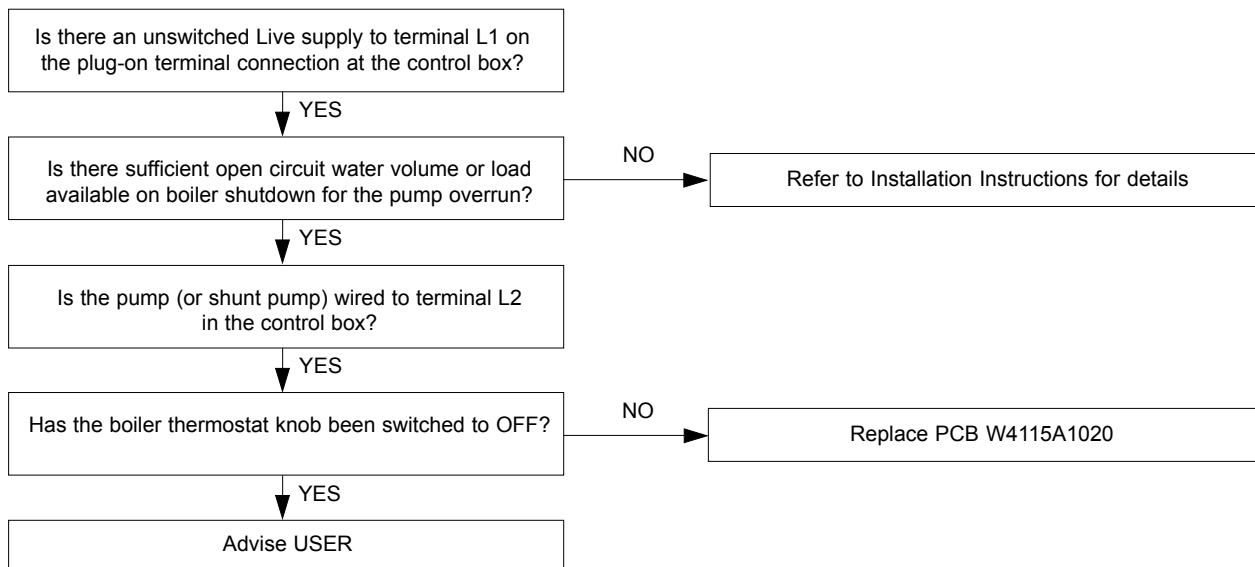 Is there an unswitched Live supply to terminal L1 on
the plug-on terminal connection at the control box?
YES
Is there sufficient open circuit water volume or load
available on boiler shutdown for the pump overrun?
NO
Refer to Installation Instructions for details
YES
Is the pump (or shunt pump) wired to terminal L2
in the control box?
YES
Has the boiler thermostat knob been switched to OFF?
NO
Replace PCB W4115A1020
YES
Advise USER